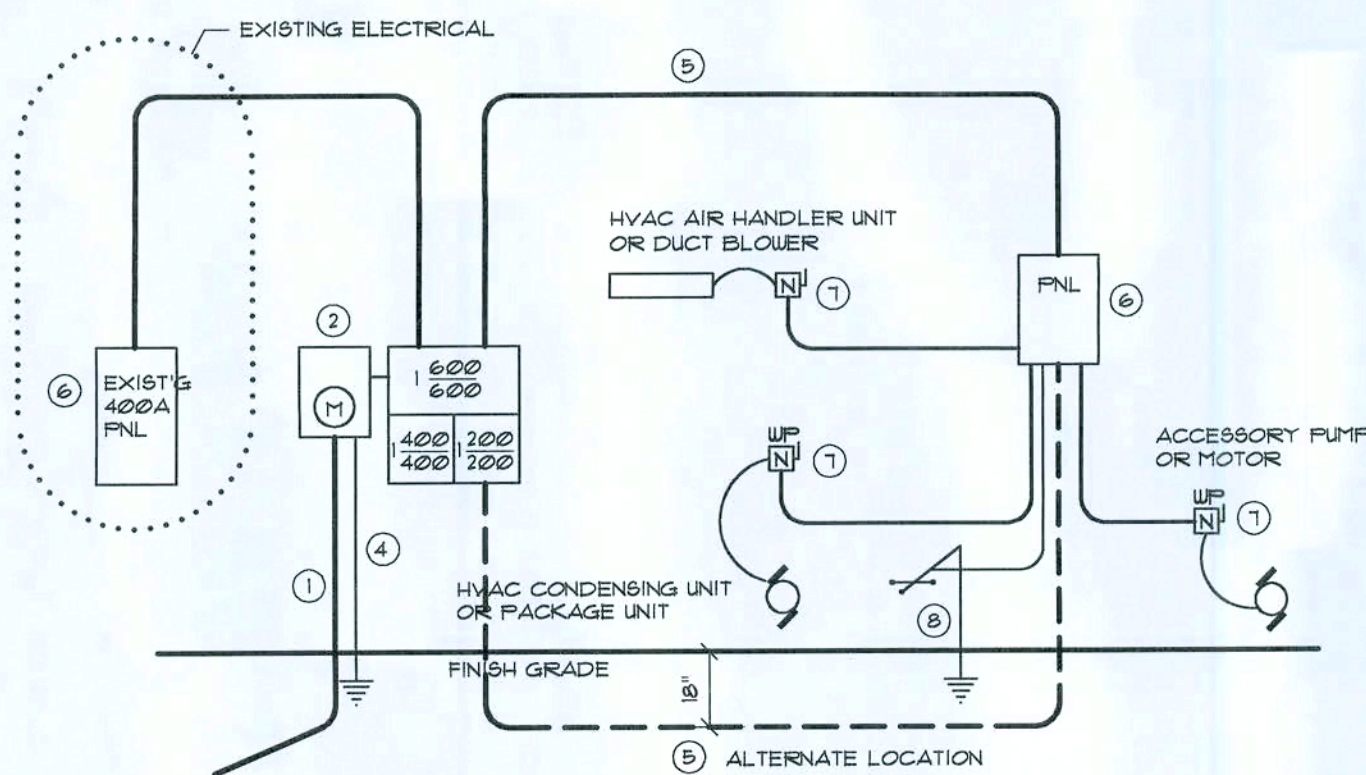 EXISTING ELECTRICAL
5
HVAC AIR HANDLER UNIT
OR DUCT BLOWER
N
7
PNL
6
2
M
6
EXIST'G
400A
PNL
1 600
600
1 400
400
1 200
200
WP
N
7
ACCESSORY PUMP
OR MOTOR
WP
N
7
4
1
HVAC CONDENSING UNIT
OR PACKAGE UNIT
8
FINISH GRADE
18"
5 ALTERNATE LOCATION